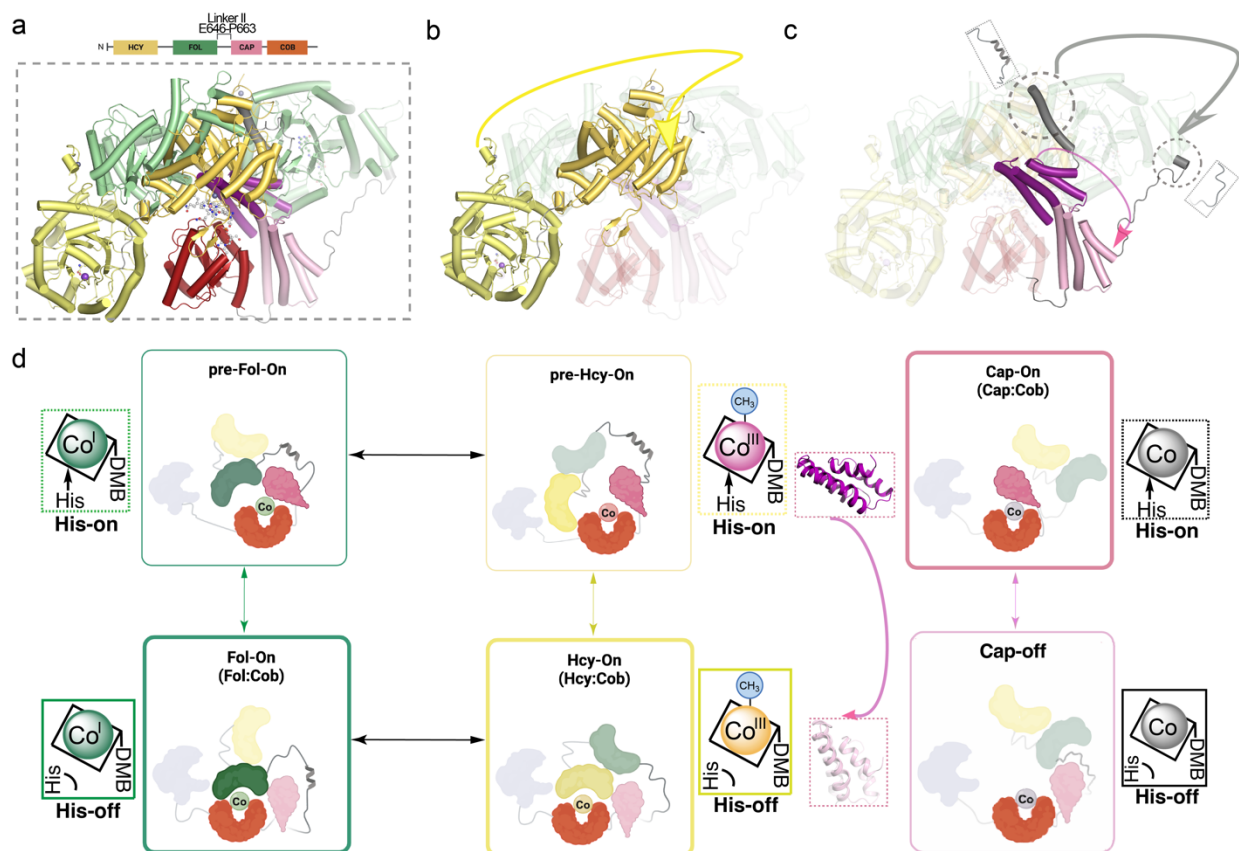 a
Linker II
E646-P663
N
HCY
FOL
CAP
COB
b
c
d
pre-Fol-On
Co
Co^I
His
DMB
His-on
pre-Hcy-On
Co
CH₃
Co^III
His
DMB
His-on
Cap-On
(Cap:Cob)
Co
Co
His
DMB
His-on
Fol-On
(Fol:Cob)
Co
Co^I
His
DMB
His-off
Hcy-On
(Hcy:Cob)
Co
CH₃
Co^III
His
DMB
His-off
Cap-off
Co
Co
His
DMB
His-off